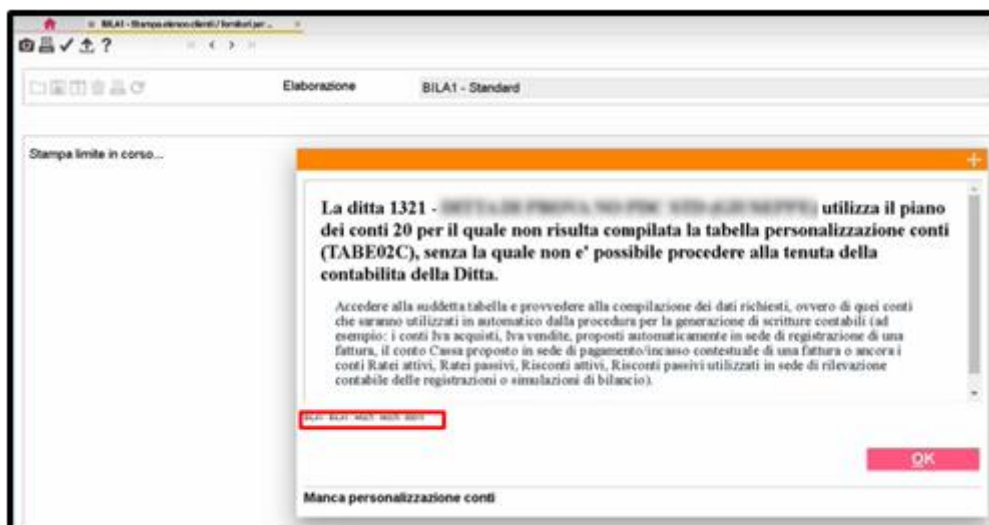 BILA1 - Stampa elenco clienti / fornitori per ...
Elaborazione BILA1 - Standard
Stampa limite in corso...
La ditta 1321 - utilizza il piano
dei conti 20 per il quale non risulta compilata la tabella personalizzazione conti
(TABE02C), senza la quale non e' possibile procedere alla tenuta della
contabilita della Ditta.
Accedere alla suddetta tabella e provvedere alla compilazione dei dati richiesti, ovvero di quei conti
che saranno utilizzati in automatico dalla procedura per la generazione di scritture contabili (ad
esempio: i conti Iva acquisti, Iva vendite, proposti automaticamente in sede di registrazione di una
fattura, il conto Cassa proposto in sede di pagamento/incasso contestuale di una fattura o ancora i
conti Ratei attivi, Ratei passivi, Risconti attivi, Risconti passivi utilizzati in sede di rilevazione
contabile delle registrazioni o simulazioni di bilancio).
OK
Manca personalizzazione conti